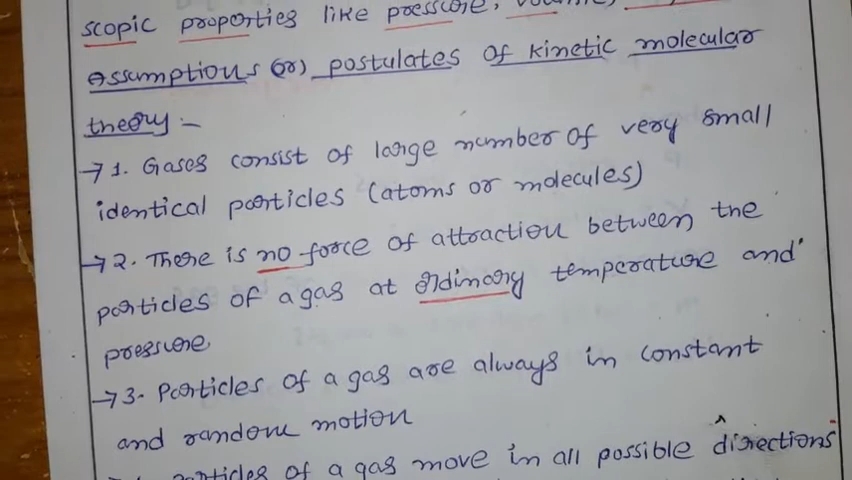 scopic properties like pressure,
Assumptions (or) postulates of kinetic molecular
theory :-
→ 1. Gases consist of large number of very small
identical particles (atoms or molecules)
→ 2. There is no force of attraction between the
particles of a gas at ordinary temperature and
pressure
→ 3. Particles of a gas are always in constant
and random motion
particles of a gas move in all possible directions